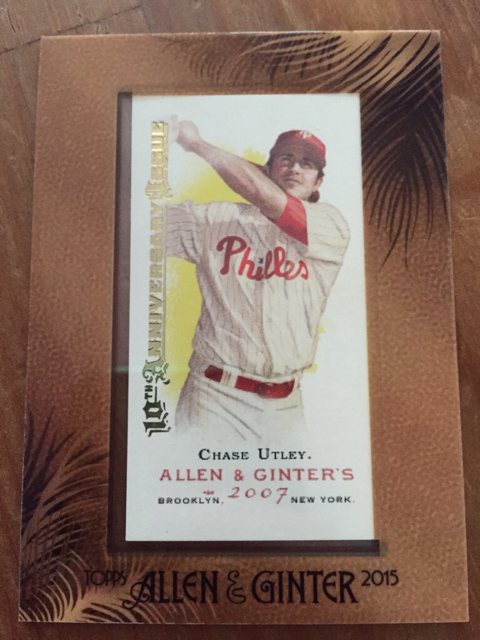 10TH ANNIVERSARY ISSUE
Phillies
CHASE UTLEY.
ALLEN & GINTER'S
BROOKLYN, 2007 NEW YORK.
TOPPS ALLEN & GINTER 2015